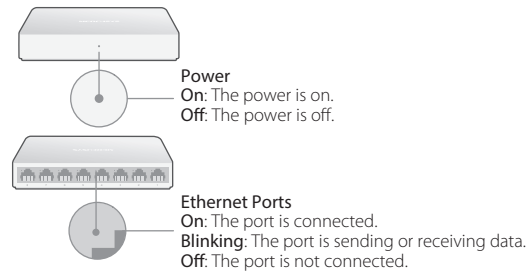 Power
On: The power is on.
Off: The power is off.
Ethernet Ports
On: The port is connected.
Blinking: The port is sending or receiving data.
Off: The port is not connected.